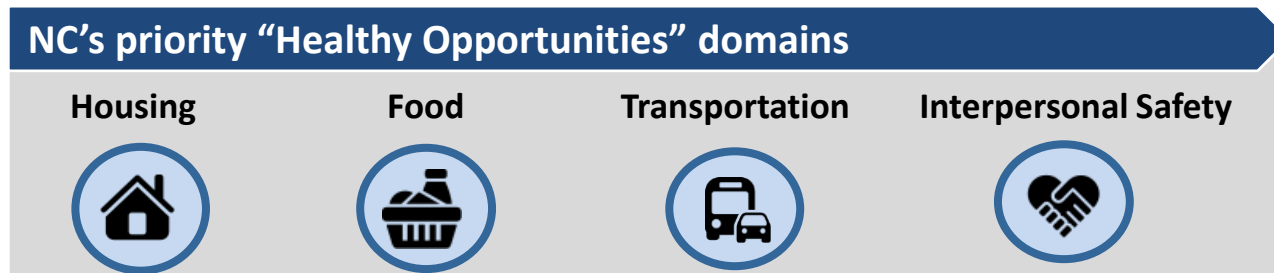 NC's priority “Healthy Opportunities” domains
Housing Food Transportation Interpersonal Safety